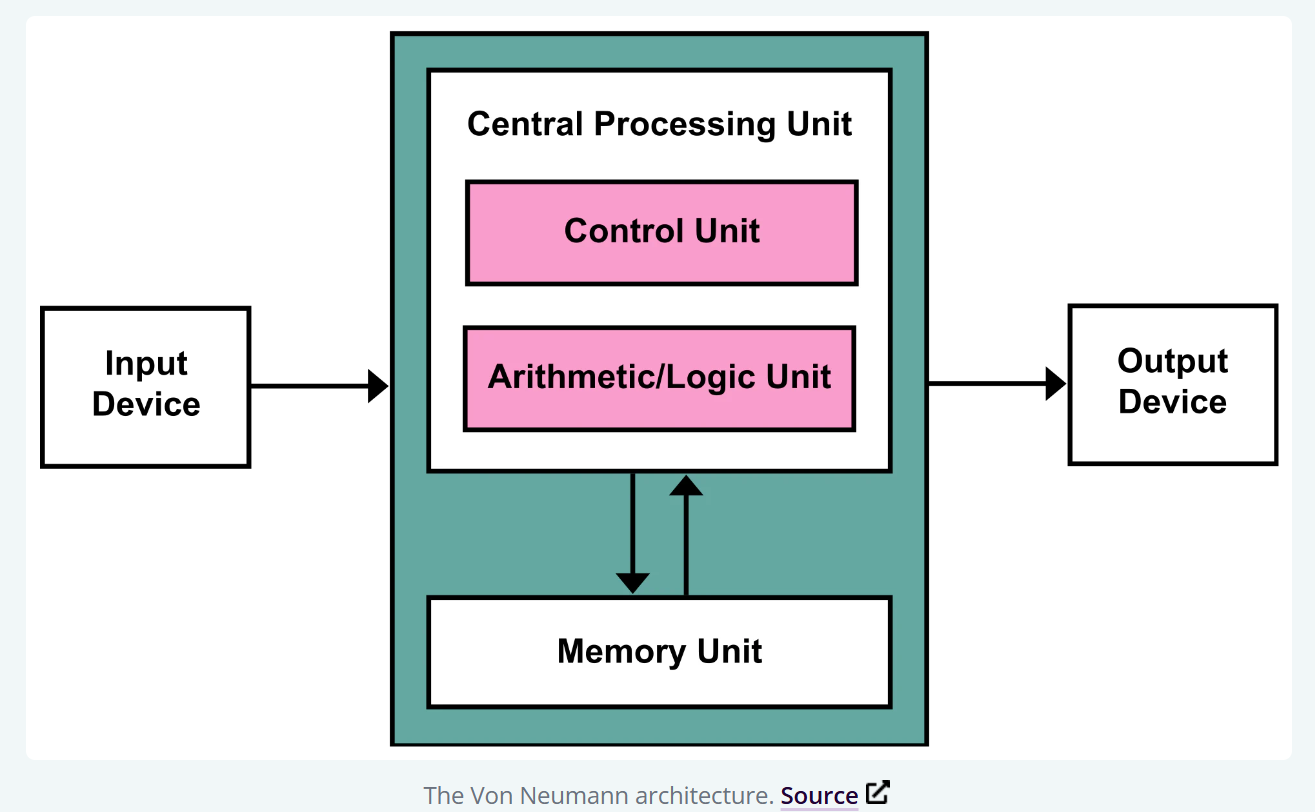 Central Processing Unit
Control Unit
Arithmetic/Logic Unit
Input
Device
Output
Device
Memory Unit
The Von Neumann architecture. Source